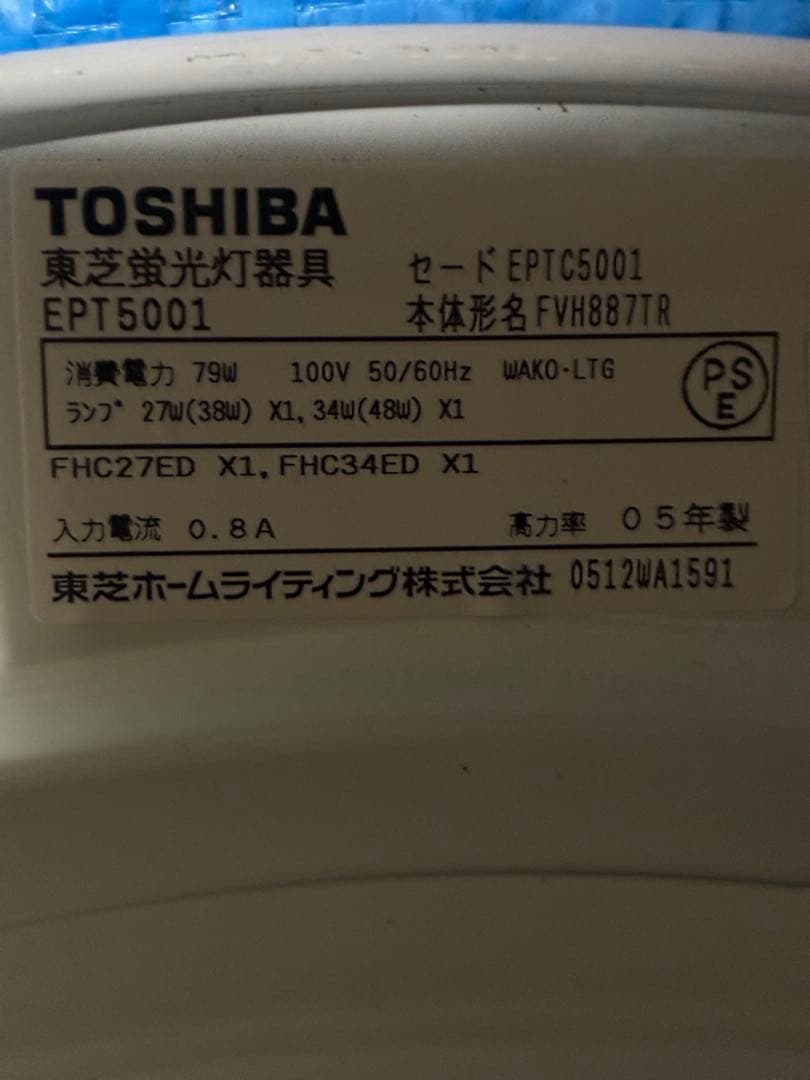 TOSHIBA
東芝蛍光灯器具 セード EPTC5001
EPT5001 本体形名 FVH887TR
消費電力 79W 100V 50/60Hz WAKO-LTG
ランプ 27W(38W) X1, 34W(48W) X1
PS
E
FHC27ED X1, FHC34ED X1
入力電流 0.8A 高力率 05年製
東芝ホームライティング株式会社 0512WA1591